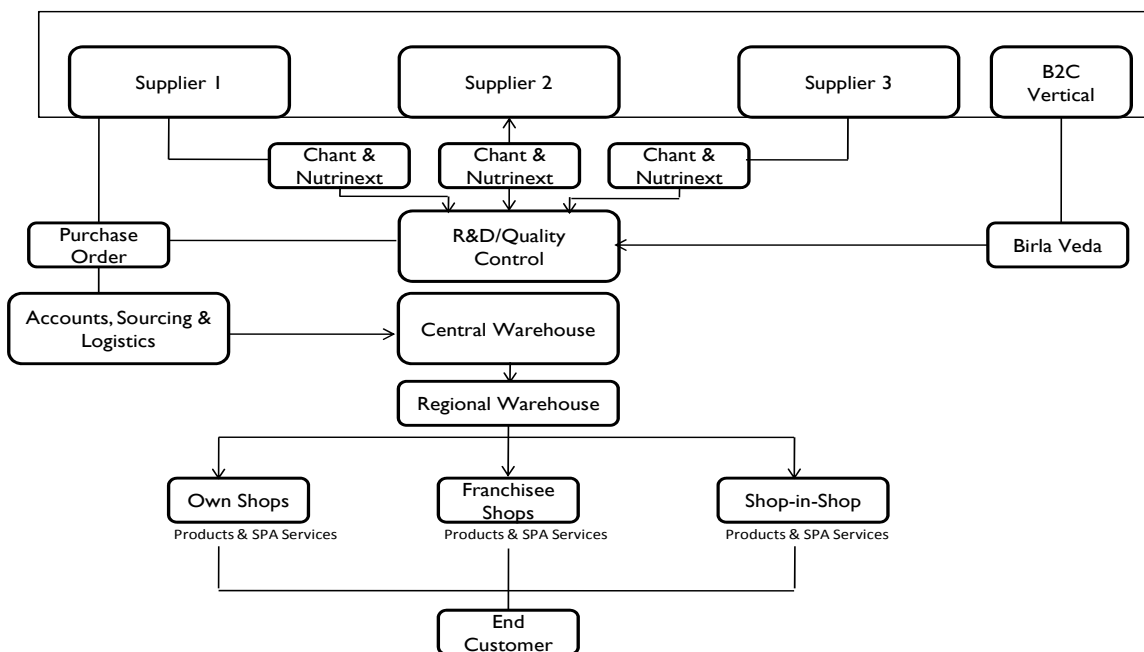 Supplier 1
Supplier 2
Supplier 3
B2C
Vertical
Chant &
Nutrinext
Chant &
Nutrinext
Chant &
Nutrinext
Purchase
Order
R&D/Quality
Control
Birla Veda
Accounts, Sourcing &
Logistics
Central Warehouse
Regional Warehouse
Own Shops
Franchisee
Shops
Shop-in-Shop
Products & SPA Services
Products & SPA Services
Products & SPA Services
End
Customer